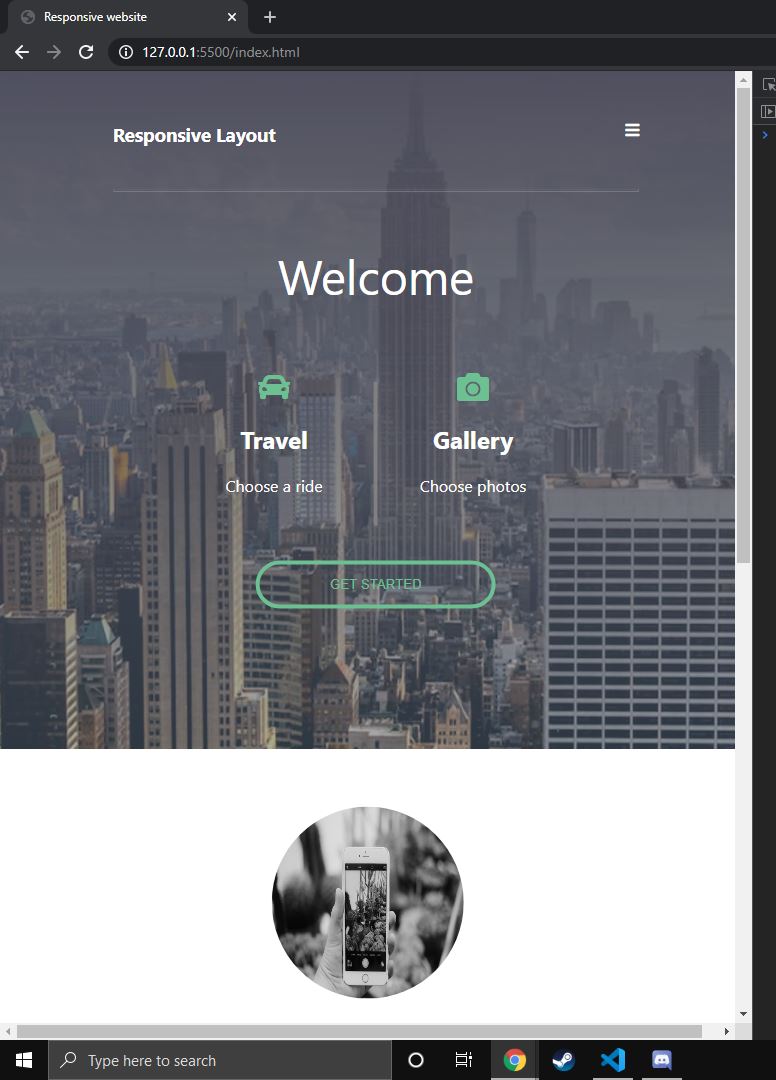 Responsive website
127.0.0.1:5500/index.html
Responsive Layout
Welcome
Travel
Gallery
Choose a ride
Choose photos
GET STARTED
Type here to search